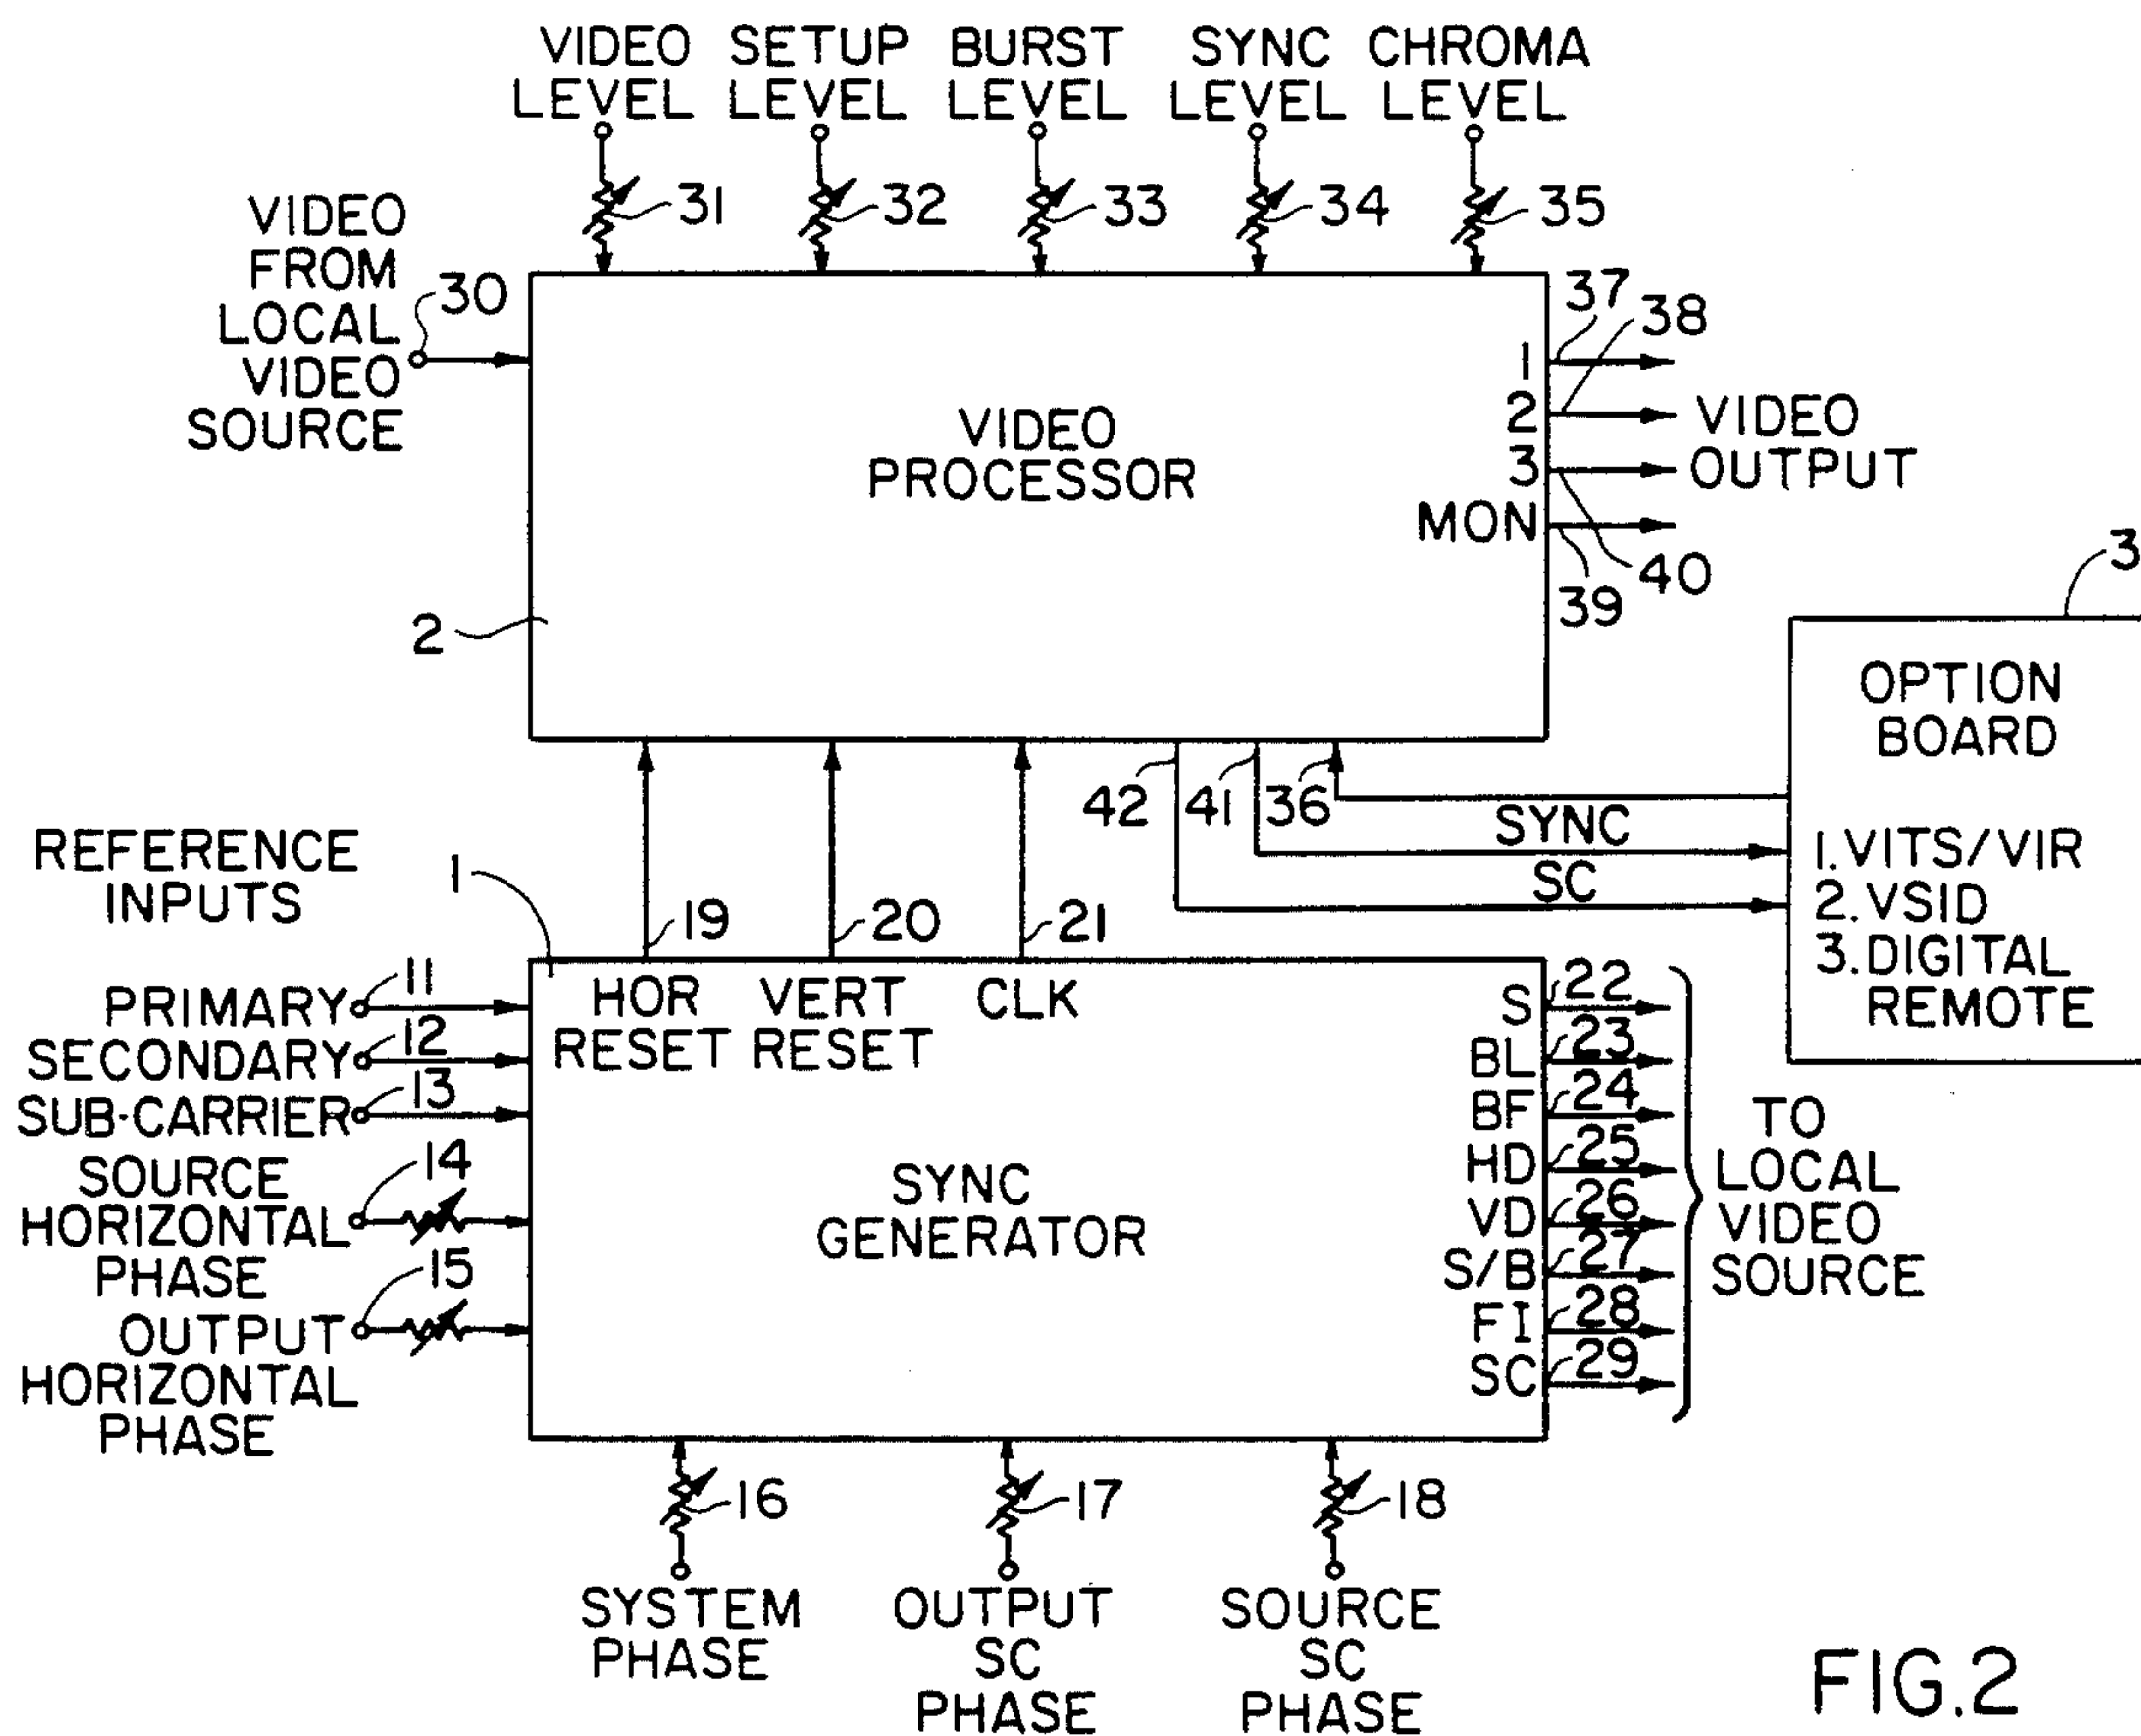 VIDEO LEVEL
SETUP LEVEL
BURST LEVEL
SYNC LEVEL
CHROMA LEVEL
31
32
33
34
35
VIDEO
FROM
LOCAL
VIDEO
SOURCE
30
VIDEO
PROCESSOR
2
1
2
3
MON
37
38
40
39
VIDEO
OUTPUT
3
OPTION
BOARD
1. VITS/VIR
2. VSID
3. DIGITAL
REMOTE
42
41
36
SYNC
SC
REFERENCE
INPUTS
1
19
20
21
HOR
RESET
VERT
RESET
CLK
PRIMARY
11
SECONDARY
12
SUB-CARRIER
13
SOURCE
HORIZONTAL
PHASE
14
OUTPUT
HORIZONTAL
PHASE
15
SYNC
GENERATOR
S
22
BL
23
BF
24
HD
25
VD
26
S/B
27
FI
28
SC
29
TO
LOCAL
VIDEO
SOURCE
16
17
18
SYSTEM
PHASE
OUTPUT
SC
PHASE
SOURCE
SC
PHASE
FIG.2